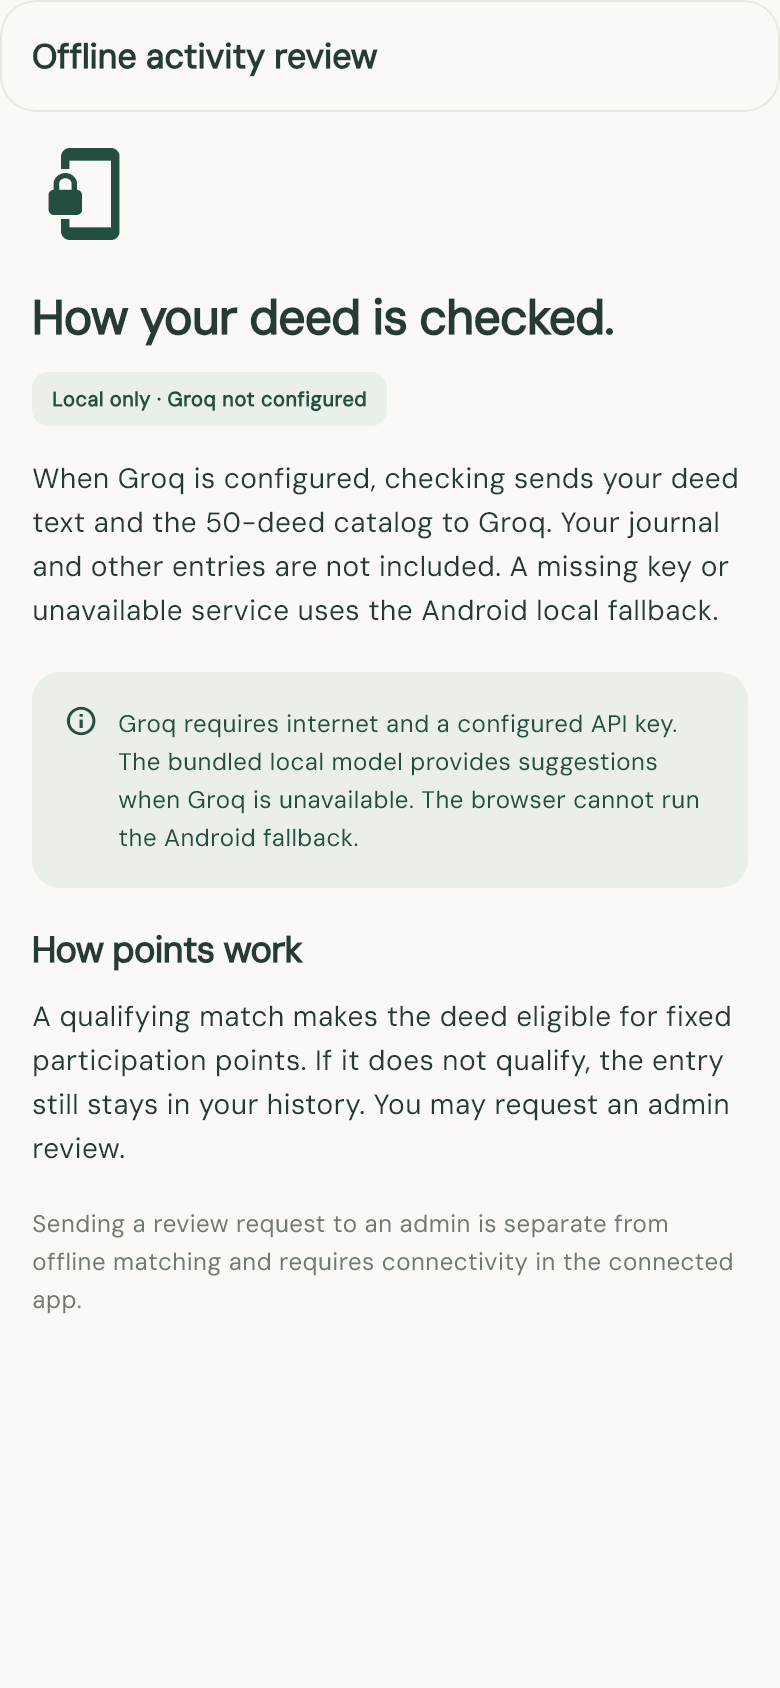 Offline activity review
How your deed is checked.
Local only · Groq not configured
When Groq is configured, checking sends your deed
text and the 50-deed catalog to Groq. Your journal
and other entries are not included. A missing key or
unavailable service uses the Android local fallback.
Groq requires internet and a configured API key.
The bundled local model provides suggestions
when Groq is unavailable. The browser cannot run
the Android fallback.
How points work
A qualifying match makes the deed eligible for fixed
participation points. If it does not qualify, the entry
still stays in your history. You may request an admin
review.
Sending a review request to an admin is separate from
offline matching and requires connectivity in the connected
app.